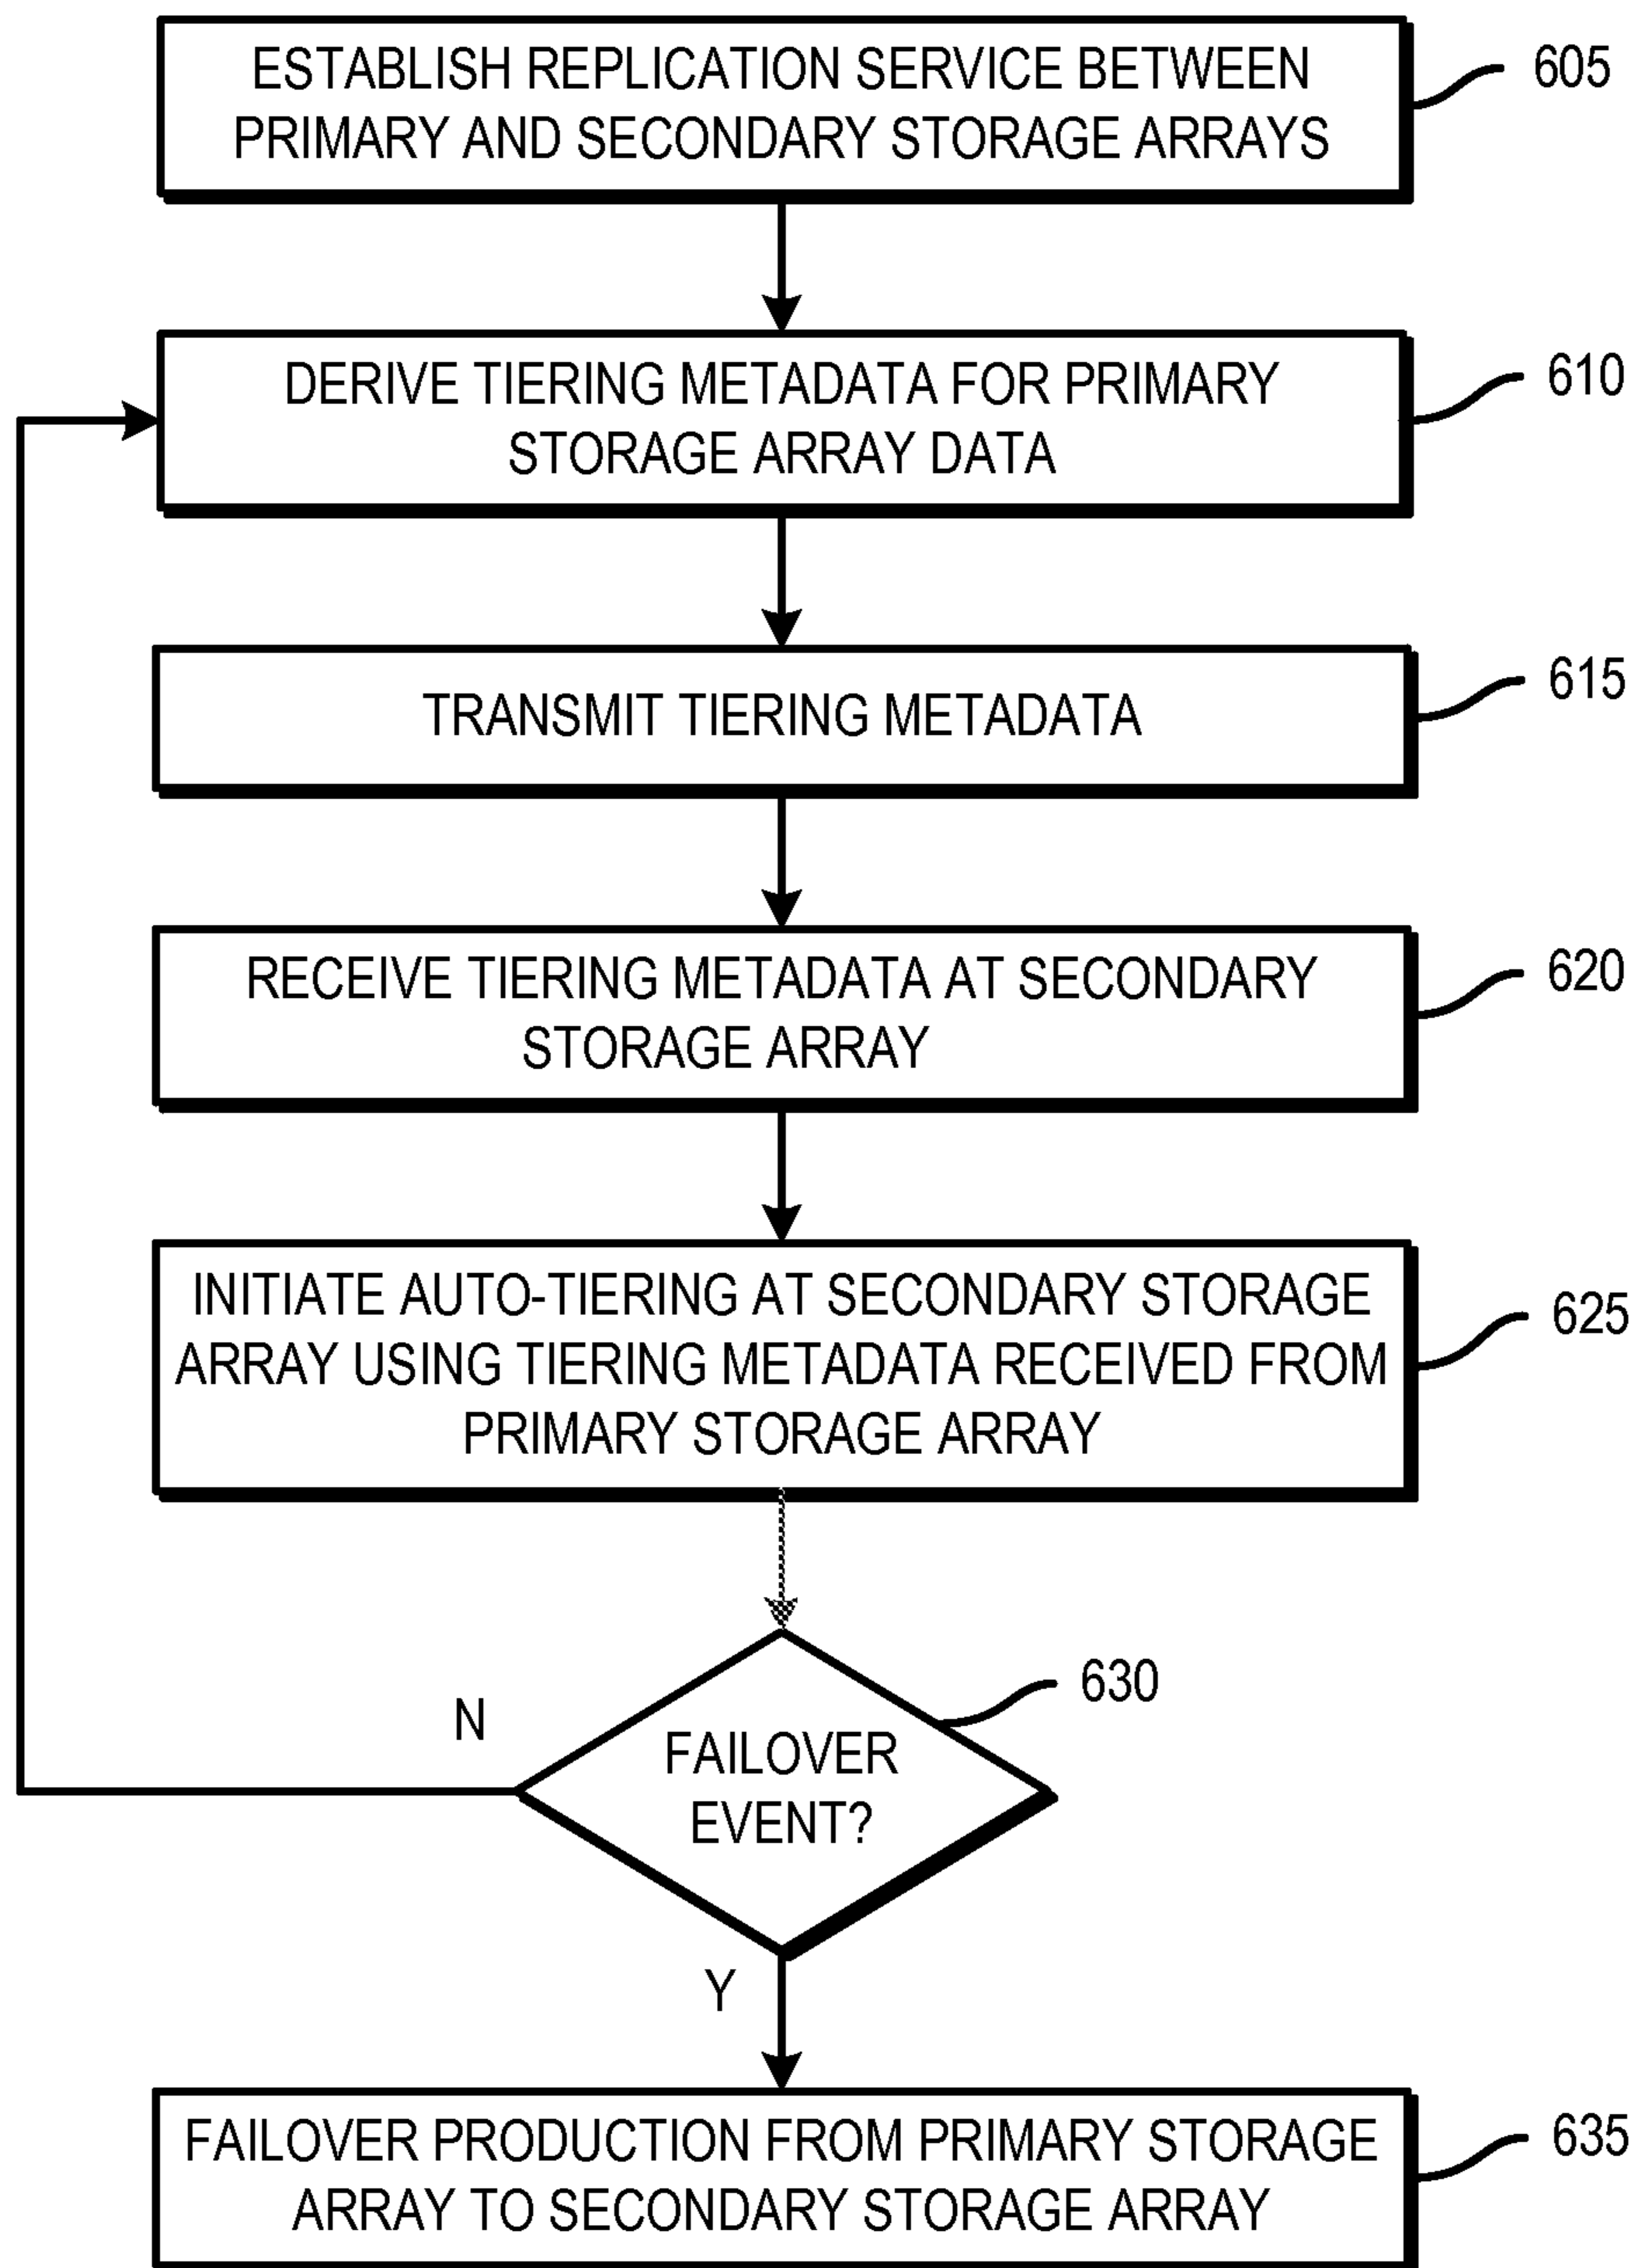 ESTABLISH REPLICATION SERVICE BETWEEN
PRIMARY AND SECONDARY STORAGE ARRAYS
605
DERIVE TIERING METADATA FOR PRIMARY
STORAGE ARRAY DATA
610
TRANSMIT TIERING METADATA
615
RECEIVE TIERING METADATA AT SECONDARY
STORAGE ARRAY
620
INITIATE AUTO-TIERING AT SECONDARY STORAGE
ARRAY USING TIERING METADATA RECEIVED FROM
PRIMARY STORAGE ARRAY
625
FAILOVER
EVENT?
630
N
Y
FAILOVER PRODUCTION FROM PRIMARY STORAGE
ARRAY TO SECONDARY STORAGE ARRAY
635